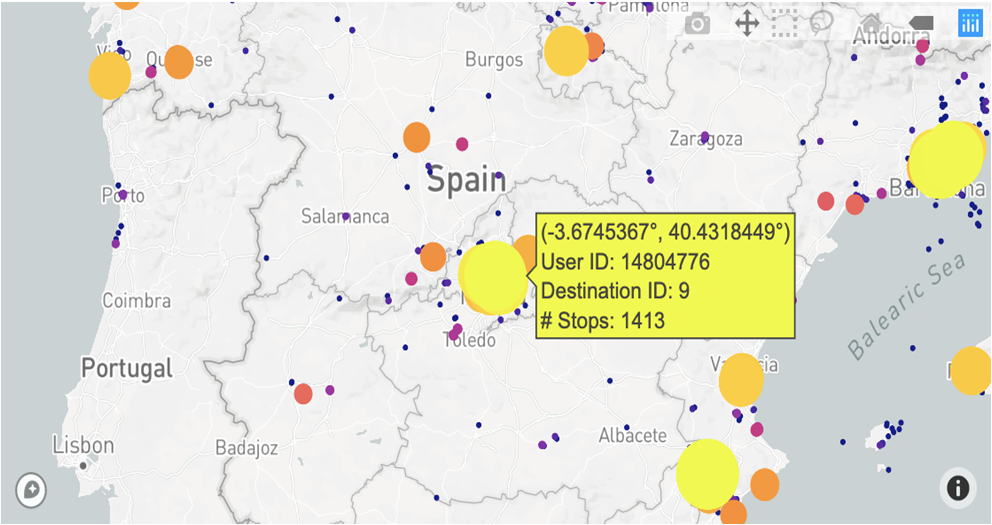 Pamplona
Andorra
Vigo
Ourense
Burgos
Zaragoza
Spain
Barcelona
Porto
Salamanca
(-3.6745367°, 40.4318449°)
User ID: 14804776
Destination ID: 9
# Stops: 1413
Balearic Sea
Coimbra
Toledo
Portugal
Valencia
Lisbon
Badajoz
Albacete